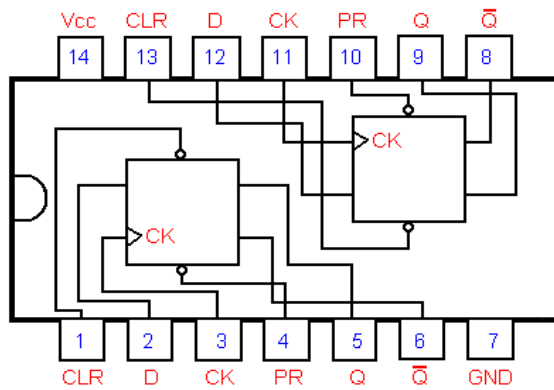 Vcc CLR D CK PR Q Q̅
14 13 12 11 10 9 8
CK
CK
1 2 3 4 5 6 7
CLR D CK PR Q Q̅ GND